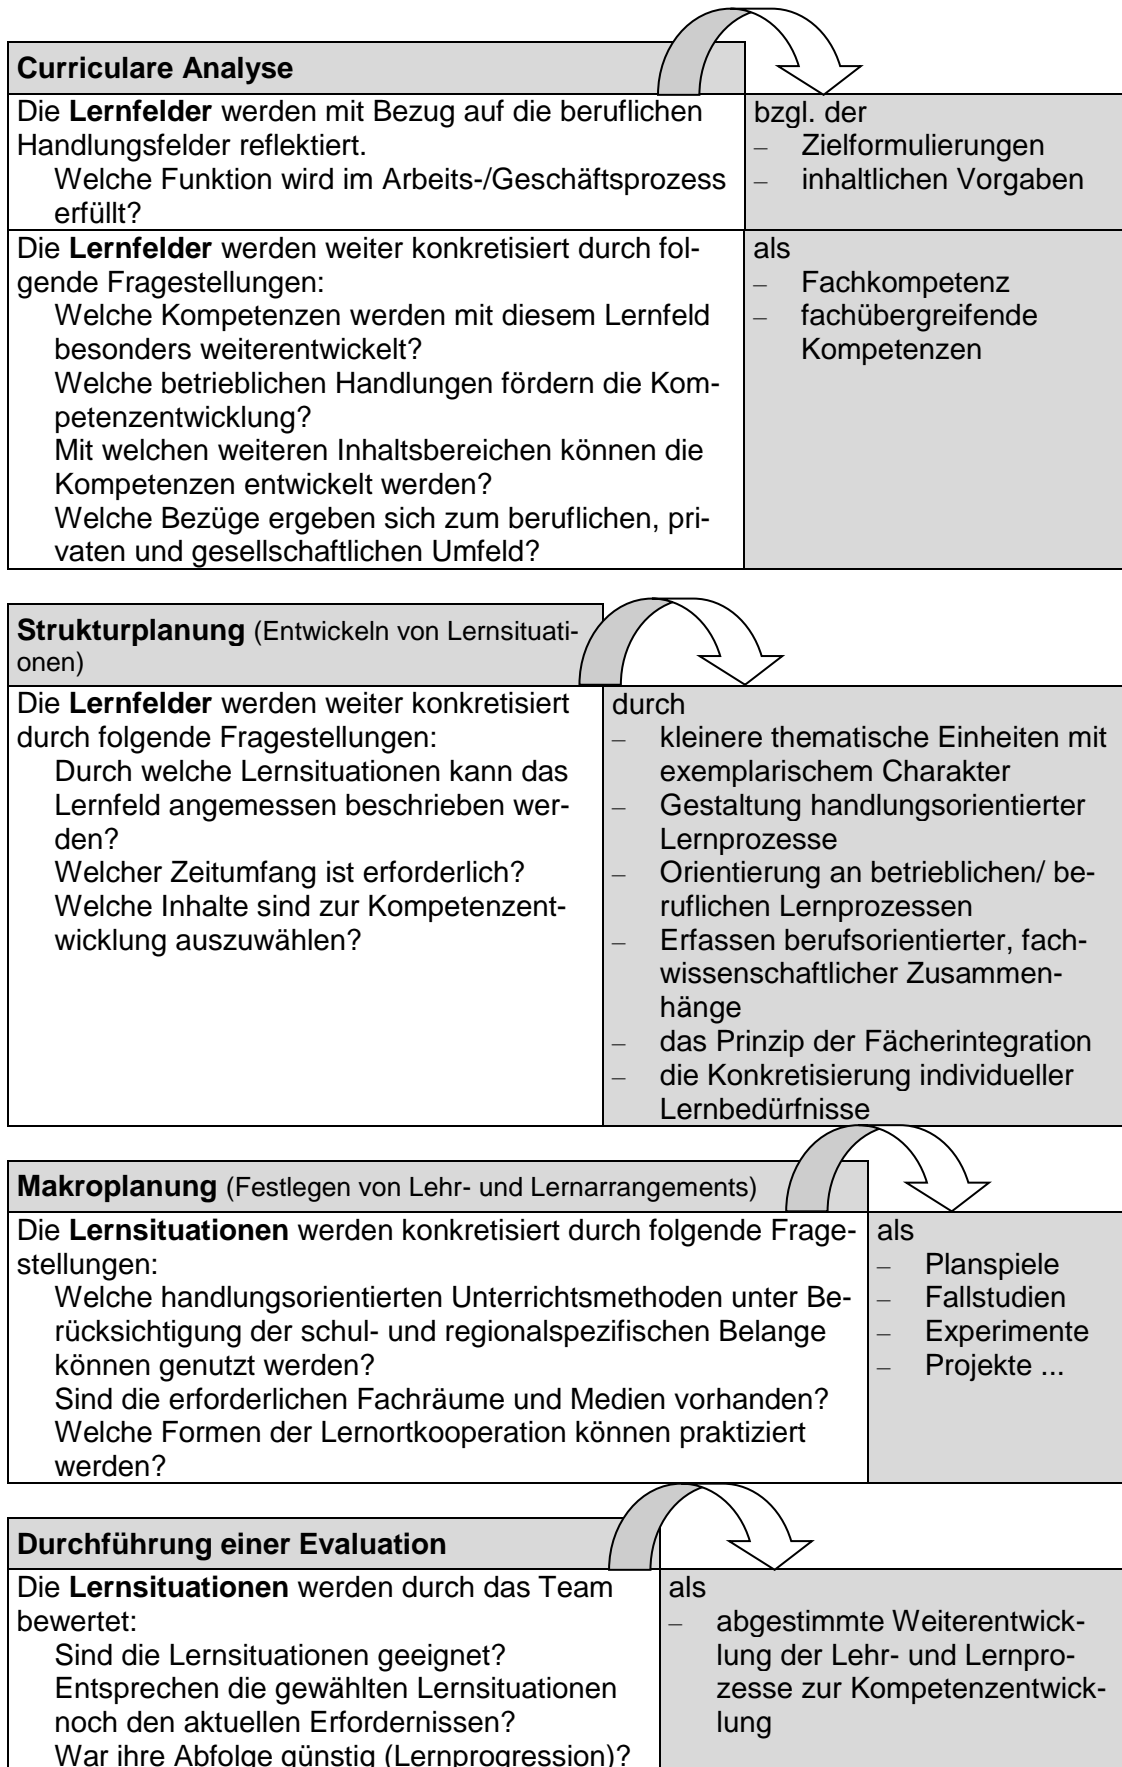 Curriculare Analyse
Die Lernfelder werden mit Bezug auf die beruflichen
Handlungsfelder reflektiert.
Welche Funktion wird im Arbeits-/Geschäftsprozess
erfüllt?
bzgl. der
– Zielformulierungen
– inhaltlichen Vorgaben
Die Lernfelder werden weiter konkretisiert durch fol-
gende Fragestellungen:
Welche Kompetenzen werden mit diesem Lernfeld
besonders weiterentwickelt?
Welche betrieblichen Handlungen fördern die Kom-
petenzentwicklung?
Mit welchen weiteren Inhaltsbereichen können die
Kompetenzen entwickelt werden?
Welche Bezüge ergeben sich zum beruflichen, pri-
vaten und gesellschaftlichen Umfeld?
als
– Fachkompetenz
– fachübergreifende
Kompetenzen
Strukturplanung (Entwickeln von Lernsituati-
onen)
Die Lernfelder werden weiter konkretisiert
durch folgende Fragestellungen:
Durch welche Lernsituationen kann das
Lernfeld angemessen beschrieben wer-
den?
Welcher Zeitumfang ist erforderlich?
Welche Inhalte sind zur Kompetenzent-
wicklung auszuwählen?
durch
– kleinere thematische Einheiten mit
exemplarischem Charakter
– Gestaltung handlungsorientierter
Lernprozesse
– Orientierung an betrieblichen/ be-
ruflichen Lernprozessen
– Erfassen berufsorientierter, fach-
wissenschaftlicher Zusammen-
hänge
– das Prinzip der Fächerintegration
– die Konkretisierung individueller
Lernbedürfnisse
Makroplanung (Festlegen von Lehr- und Lernarrangements)
Die Lernsituationen werden konkretisiert durch folgende Frage-
stellungen:
Welche handlungsorientierten Unterrichtsmethoden unter Be-
rücksichtigung der schul- und regionalspezifischen Belange
können genutzt werden?
Sind die erforderlichen Fachräume und Medien vorhanden?
Welche Formen der Lernortkooperation können praktiziert
werden?
als
– Planspiele
– Fallstudien
– Experimente
– Projekte ...
Durchführung einer Evaluation
Die Lernsituationen werden durch das Team
bewertet:
Sind die Lernsituationen geeignet?
Entsprechen die gewählten Lernsituationen
noch den aktuellen Erfordernissen?
War ihre Abfolge günstig (Lernprogression)?
als
– abgestimmte Weiterentwick-
lung der Lehr- und Lernpro-
zesse zur Kompetenzentwick-
lung